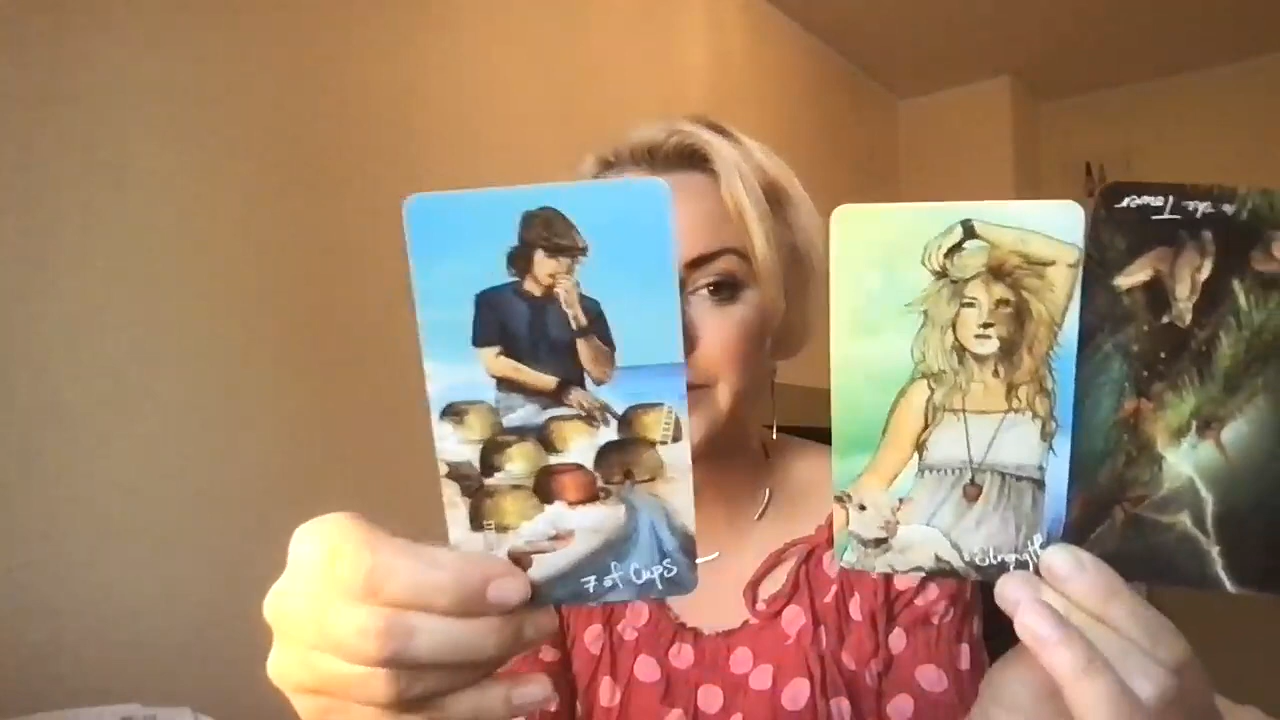 7 of Cups
Strength
the Tower